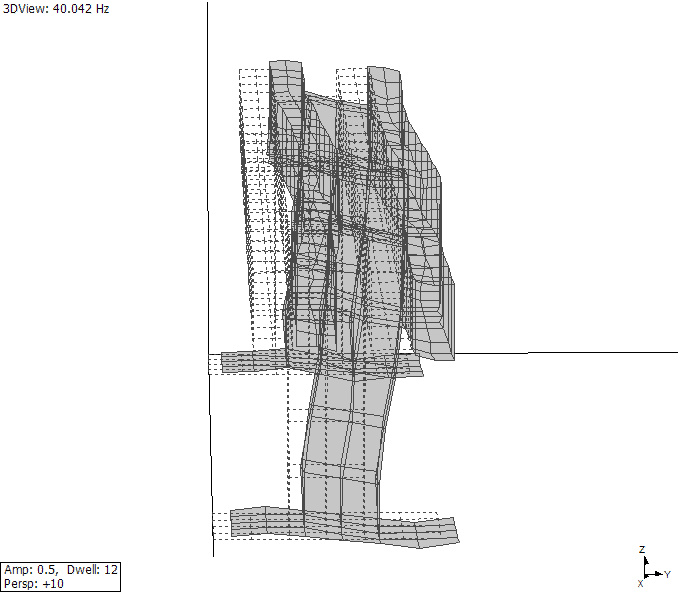 3DView: 40.042 Hz
Amp: 0.5, Dwell: 12
Persp: +10
Z
Y
X